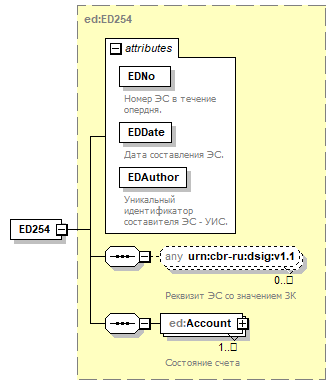 ed:ED254
attributes
EDNo
Номер ЭС в течение
опердня.
EDDate
Дата составления ЭС.
EDAuthor
Уникальный
идентификатор
составителя ЭС - УИС.
ED254
any urn:cbr-ru:dsig:v1.1
0..□
Реквизит ЭС со значением ЗК
ed:Account
1..□
Состояние счета